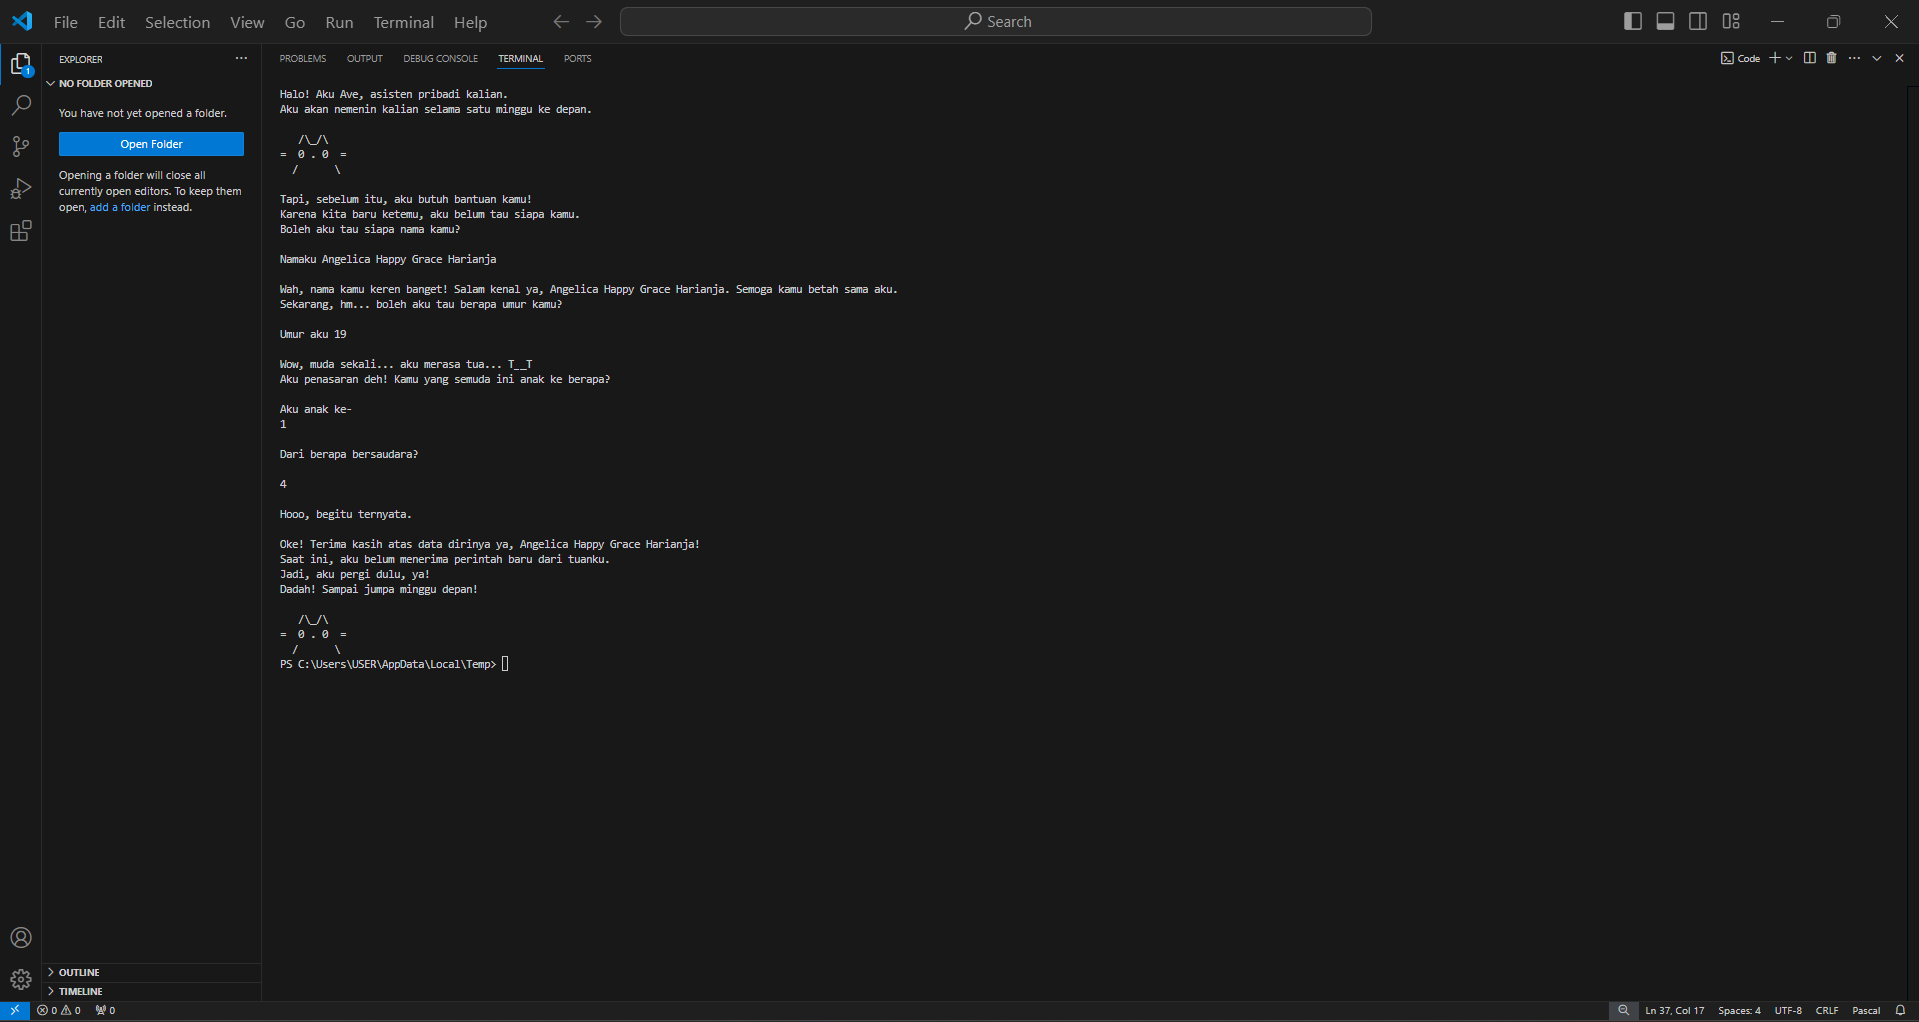 File Edit Selection View Go Run Terminal Help
Search
EXPLORER
NO FOLDER OPENED
You have not yet opened a folder.
Open Folder
Opening a folder will close all
currently open editors. To keep them
open, add a folder instead.
OUTLINE
TIMELINE
PROBLEMS OUTPUT DEBUG CONSOLE TERMINAL PORTS
Code
Halo! Aku Ave, asisten pribadi kalian.
Aku akan nemenin kalian selama satu minggu ke depan.
/\_/\
= 0 . 0 =
/ \
Tapi, sebelum itu, aku butuh bantuan kamu!
Karena kita baru ketemu, aku belum tau siapa kamu.
Boleh aku tau siapa nama kamu?
Namaku Angelica Happy Grace Harianja
Wah, nama kamu keren banget! Salam kenal ya, Angelica Happy Grace Harianja. Semoga kamu betah sama aku.
Sekarang, hm... boleh aku tau berapa umur kamu?
Umur aku 19
Wow, muda sekali... aku merasa tua... T__T
Aku penasaran deh! Kamu yang semuda ini anak ke berapa?
Aku anak ke-
1
Dari berapa bersaudara?
4
Hooo, begitu ternyata.
Oke! Terima kasih atas data dirinya ya, Angelica Happy Grace Harianja!
Saat ini, aku belum menerima perintah baru dari tuanku.
Jadi, aku pergi dulu, ya!
Dadah! Sampai jumpa minggu depan!
/\_/\
= 0 . 0 =
/ \
PS C:\Users\USER\AppData\Local\Temp>
0 0 0
Ln 37, Col 17 Spaces: 4 UTF-8 CRLF Pascal